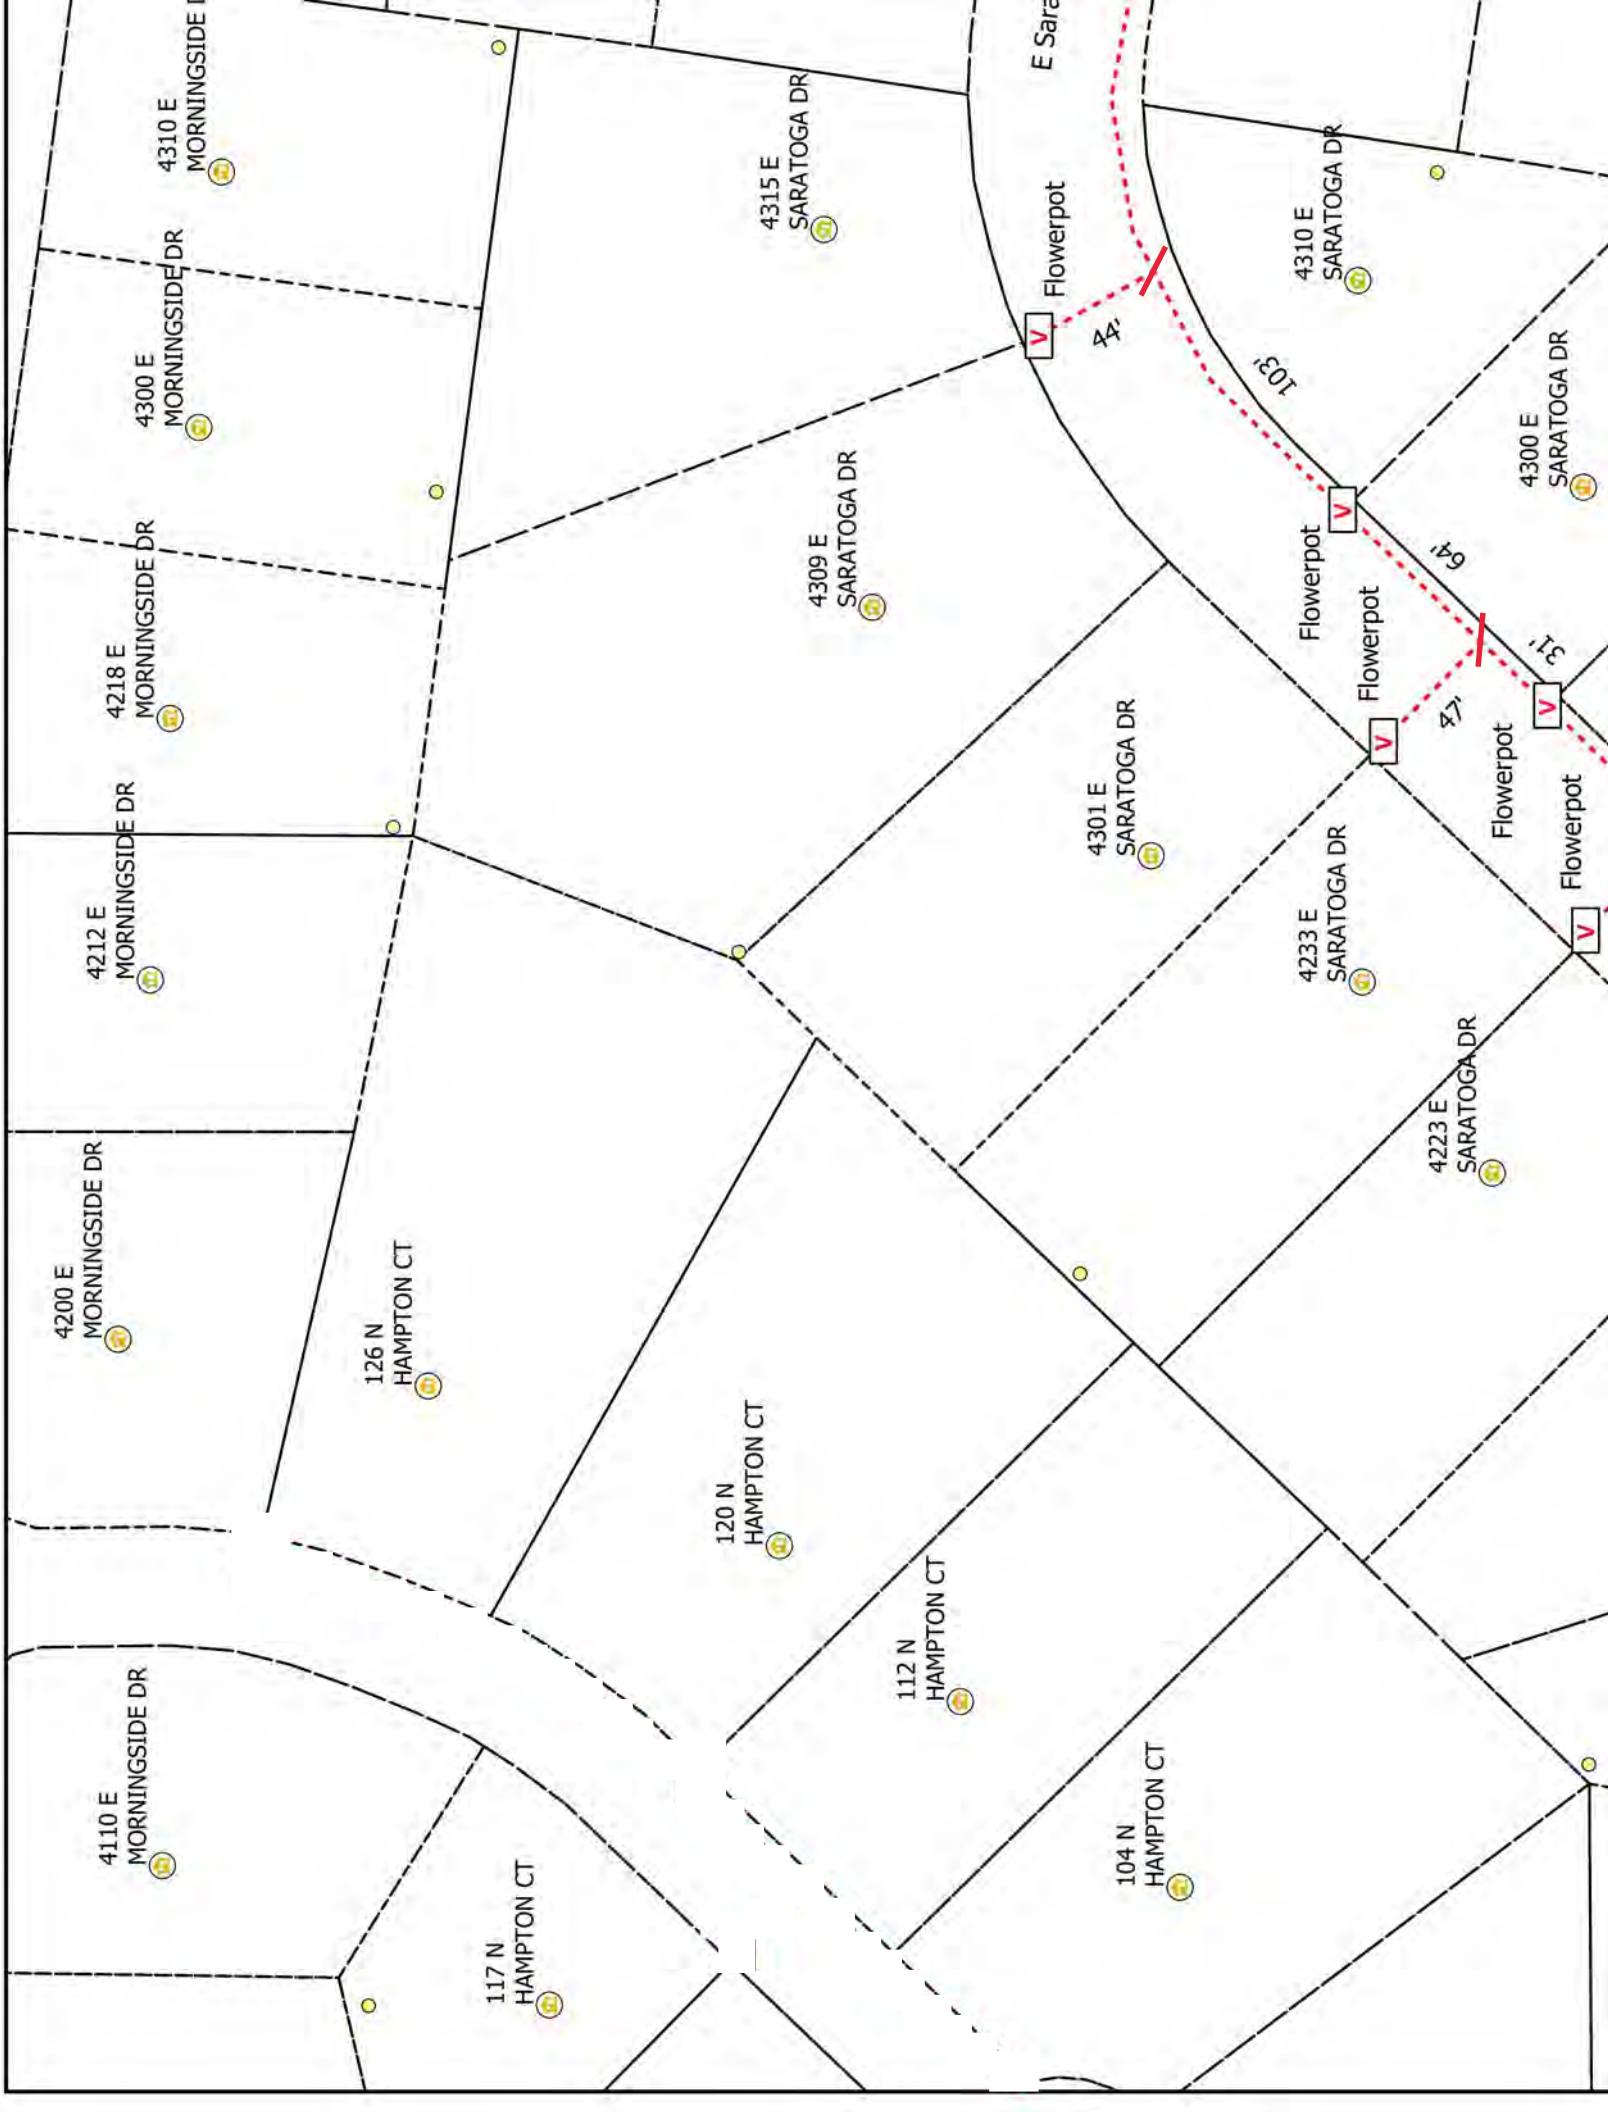 4310 E
MORNINGSIDE
4300 E
MORNINGSIDE DR
4218 E
MORNINGSIDE DR
4212 E
MORNINGSIDE DR
4200 E
MORNINGSIDE DR
4110 E
MORNINGSIDE DR
117 N
HAMPTON CT
126 N
HAMPTON CT
120 N
HAMPTON CT
112 N
HAMPTON CT
104 N
HAMPTON CT
4315 E
SARATOGA DR
4309 E
SARATOGA DR
4301 E
SARATOGA DR
4233 E
SARATOGA DR
4223 E
SARATOGA DR
4310 E
SARATOGA DR
4300 E
SARATOGA DR
E Sara
Flowerpot
V
44'
103'
Flowerpot
V
64'
Flowerpot
V
47'
31'
Flowerpot
V
Flowerpot
V